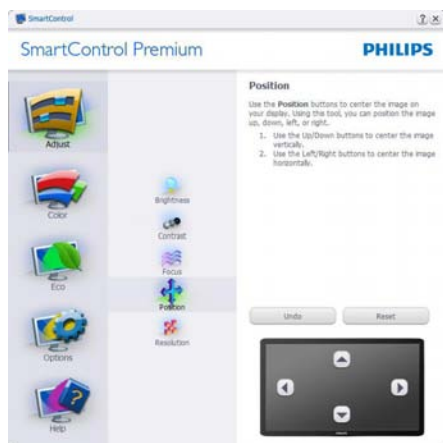 SmartControl
SmartControl Premium
PHILIPS
Adjust
Color
Eco
Options
Help
Brightness
Contrast
Focus
Position
Resolution
Position
Use the Position buttons to center the image on
your display. Using the tool, you can position the image
up, down, left, or right.
1. Use the Up/Down buttons to center the image
vertically.
2. Use the Left/Right buttons to center the image
horizontally.
Undo
Reset
PHILIPS